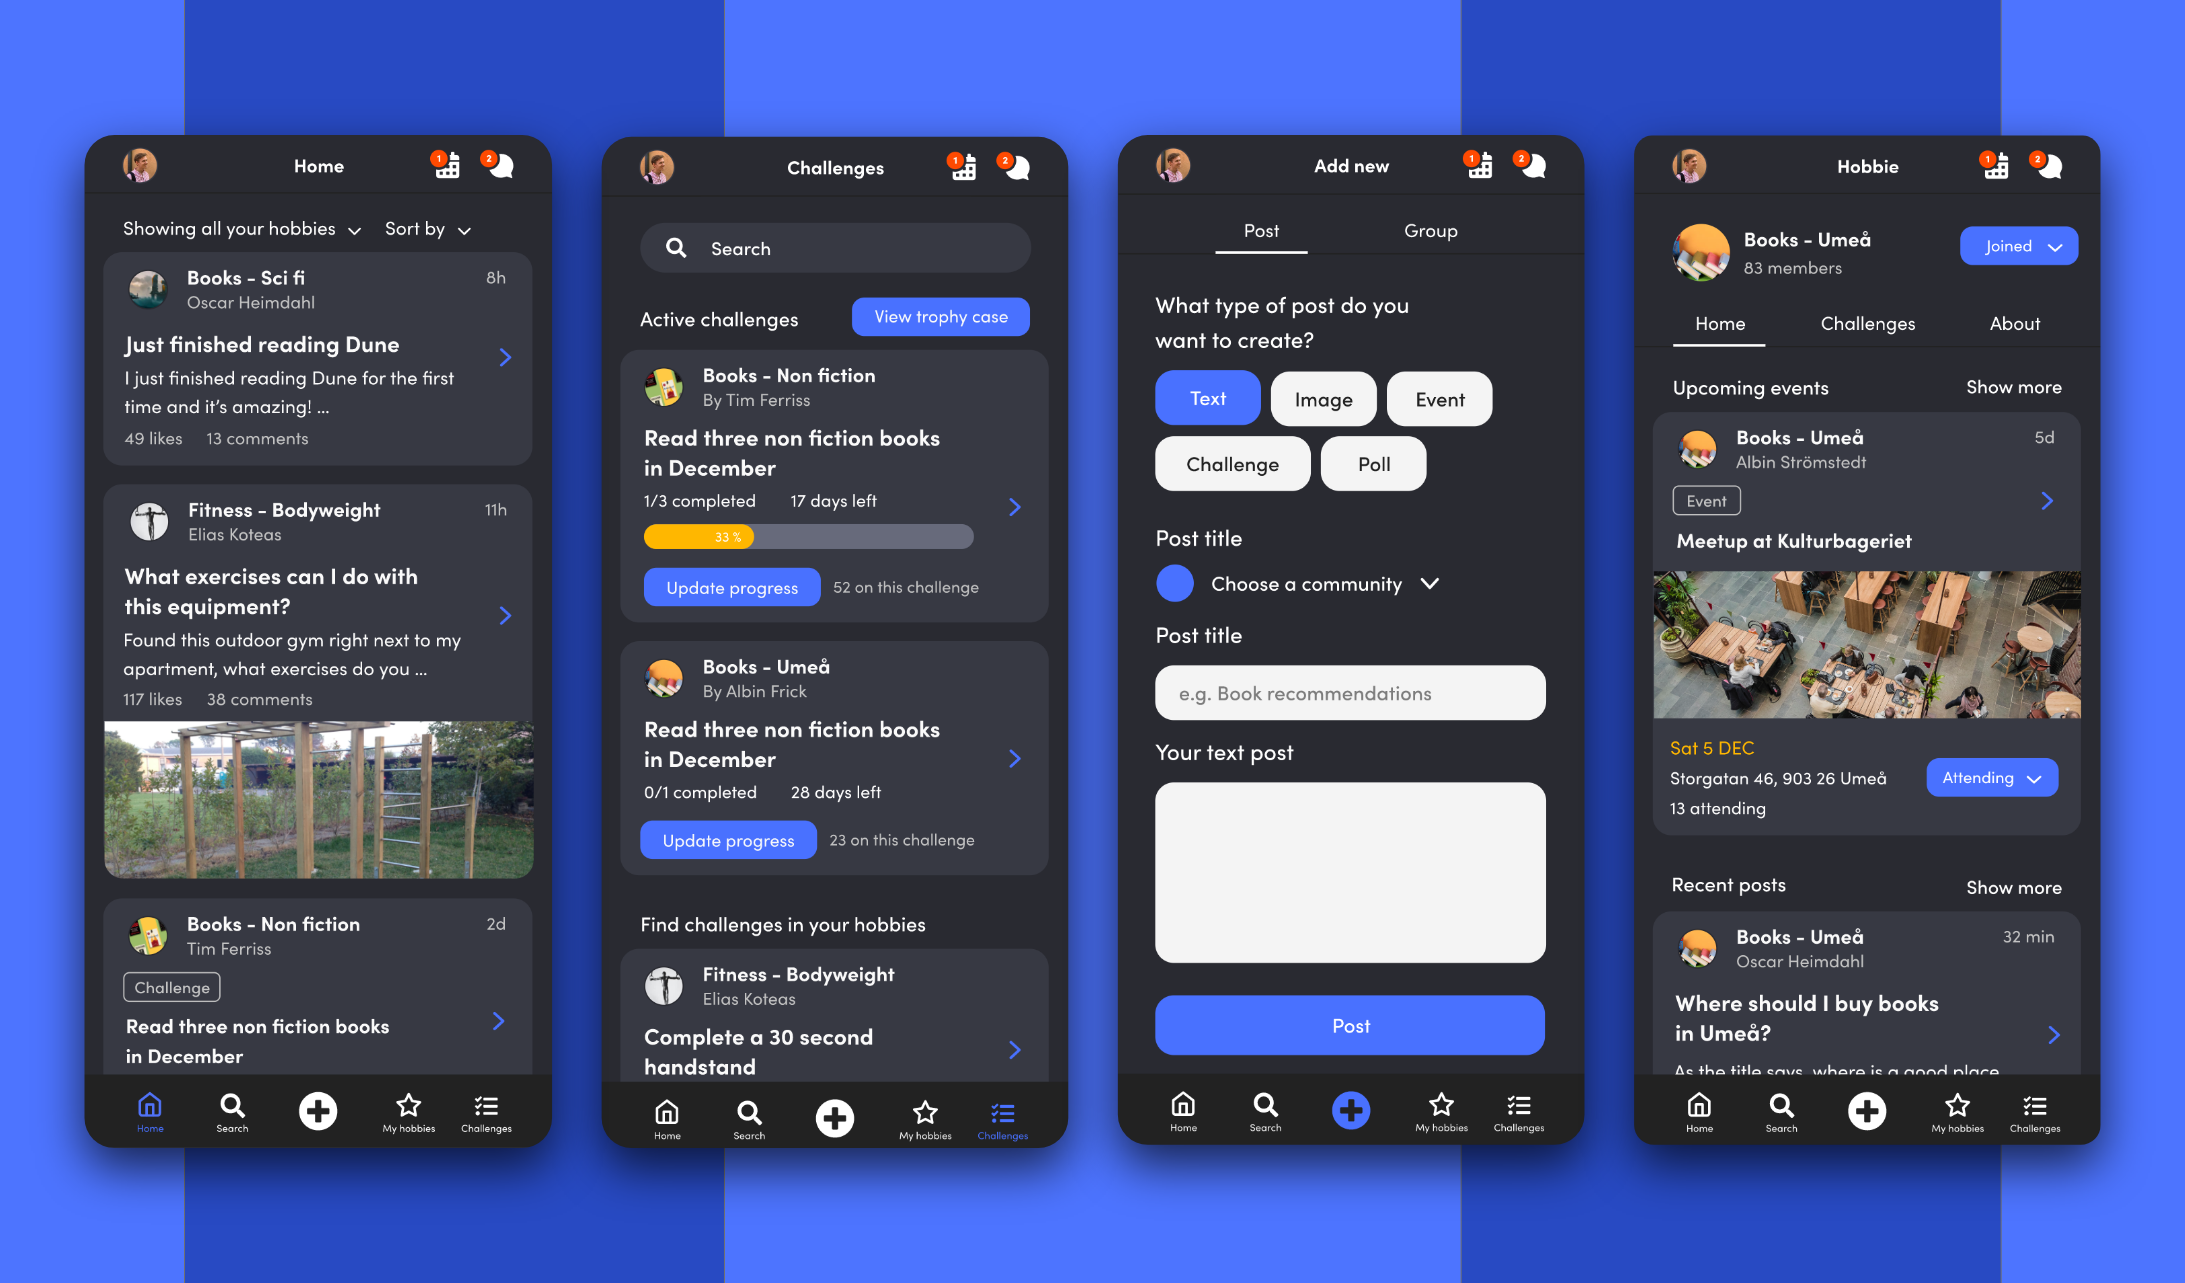 Home
1
2
Showing all your hobbies
Sort by
Books - Sci fi
8h
Oscar Heimdahl
Just finished reading Dune
I just finished reading Dune for the first
time and it's amazing! ...
49 likes
13 comments
Fitness - Bodyweight
11h
Elias Koteas
What exercises can I do with
this equipment?
Found this outdoor gym right next to my
apartment, what exercises do you ...
117 likes
38 comments
Books - Non fiction
2d
Tim Ferriss
Challenge
Read three non fiction books
in December
Home
Search
My hobbies
Challenges
Challenges
1
2
Search
Active challenges
View trophy case
Books - Non fiction
By Tim Ferriss
Read three non fiction books
in December
1/3 completed
17 days left
33 %
Update progress
52 on this challenge
Books - Umeå
By Albin Frick
Read three non fiction books
in December
0/1 completed
28 days left
Update progress
23 on this challenge
Find challenges in your hobbies
Fitness - Bodyweight
Elias Koteas
Complete a 30 second
handstand
Home
Search
My hobbies
Challenges
Add new
1
2
Post
Group
What type of post do you
want to create?
Text
Image
Event
Challenge
Poll
Post title
Choose a community
Post title
e.g. Book recommendations
Your text post
Post
Home
Search
My hobbies
Challenges
Hobbie
1
2
Books - Umeå
83 members
Joined
Home
Challenges
About
Upcoming events
Show more
Books - Umeå
5d
Albin Strömstedt
Event
Meetup at Kulturbageriet
Sat 5 DEC
Storgatan 46, 903 26 Umeå
13 attending
Attending
Recent posts
Show more
Books - Umeå
32 min
Oscar Heimdahl
Where should I buy books
in Umeå?
As the title says, where is a good place
Home
Search
My hobbies
Challenges